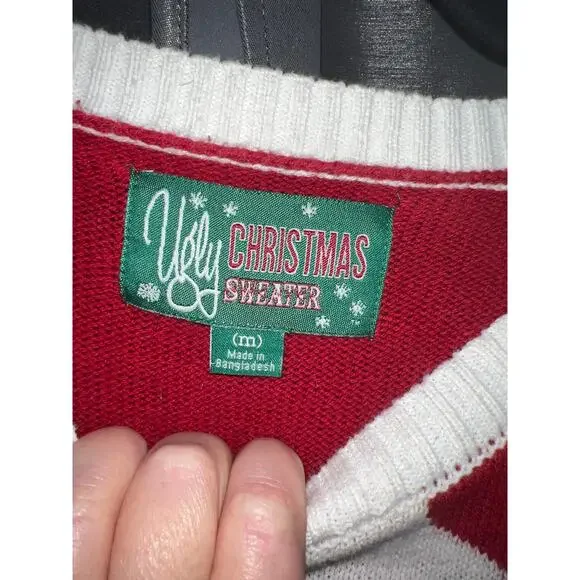 Ugly CHRISTMAS
SWEATER
™
(m)
Made in
Bangladesh